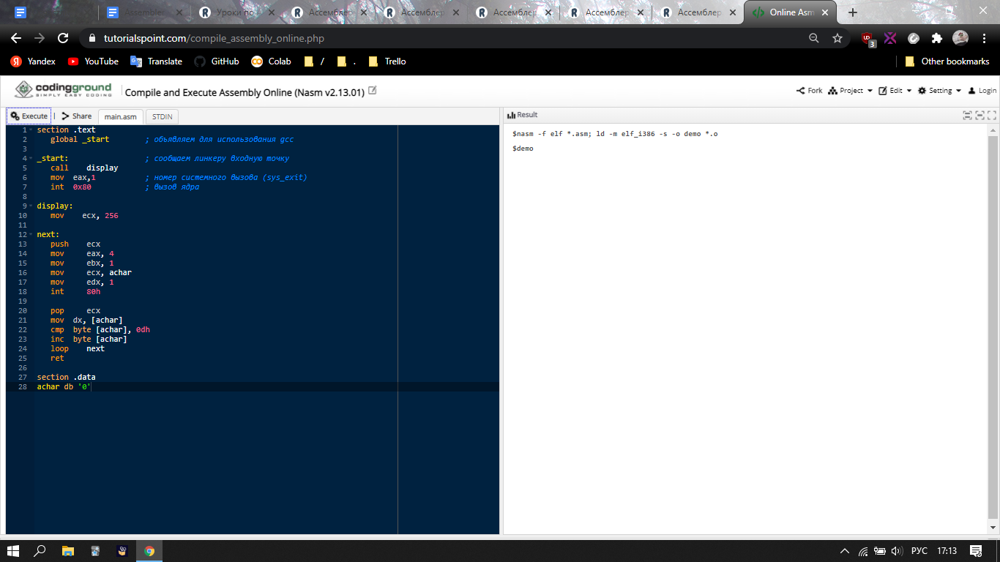 Assembler
Уроки по
Ассемблер
Ассемблер
Ассемблер
Ассемблер
Ассемблер
Online Asm
tutorialspoint.com/compile_assembly_online.php
3
Yandex
YouTube
Translate
GitHub
Colab
/
.
Trello
Other bookmarks
codingground
SIMPLY EASY CODING
Compile and Execute Assembly Online (Nasm v2.13.01)
Fork
Project
Edit
Setting
Login
Execute | Share main.asm STDIN
Result
1 section .text
2 global _start ; объявляем для использования gcc
3
4 _start: ; сообщаем линкеру входную точку
5 call display
6 mov eax,1 ; номер системного вызова (sys_exit)
7 int 0x80 ; вызов ядра
8
9 display:
10 mov ecx, 256
11
12 next:
13 push ecx
14 mov eax, 4
15 mov ebx, 1
16 mov ecx, achar
17 mov edx, 1
18 int 80h
19
20 pop ecx
21 mov dx, [achar]
22 cmp byte [achar], 0dh
23 inc byte [achar]
24 loop next
25 ret
26
27 section .data
28 achar db '0'
$nasm -f elf *.asm; ld -m elf_i386 -s -o demo *.o
$demo
РУС
17:13